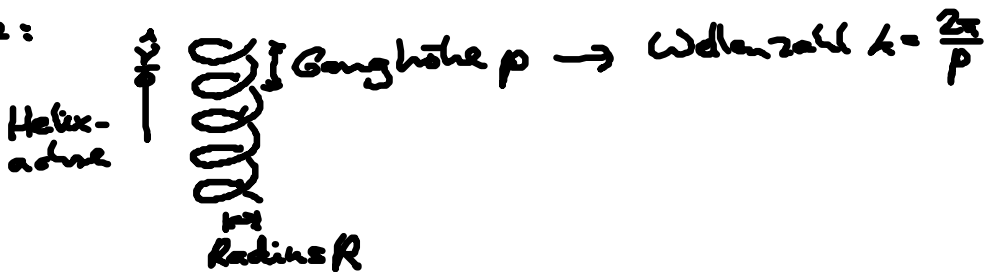 Ganghöhe p → Wellenzahl k = 2π/p
Helix-
achse
Radius R